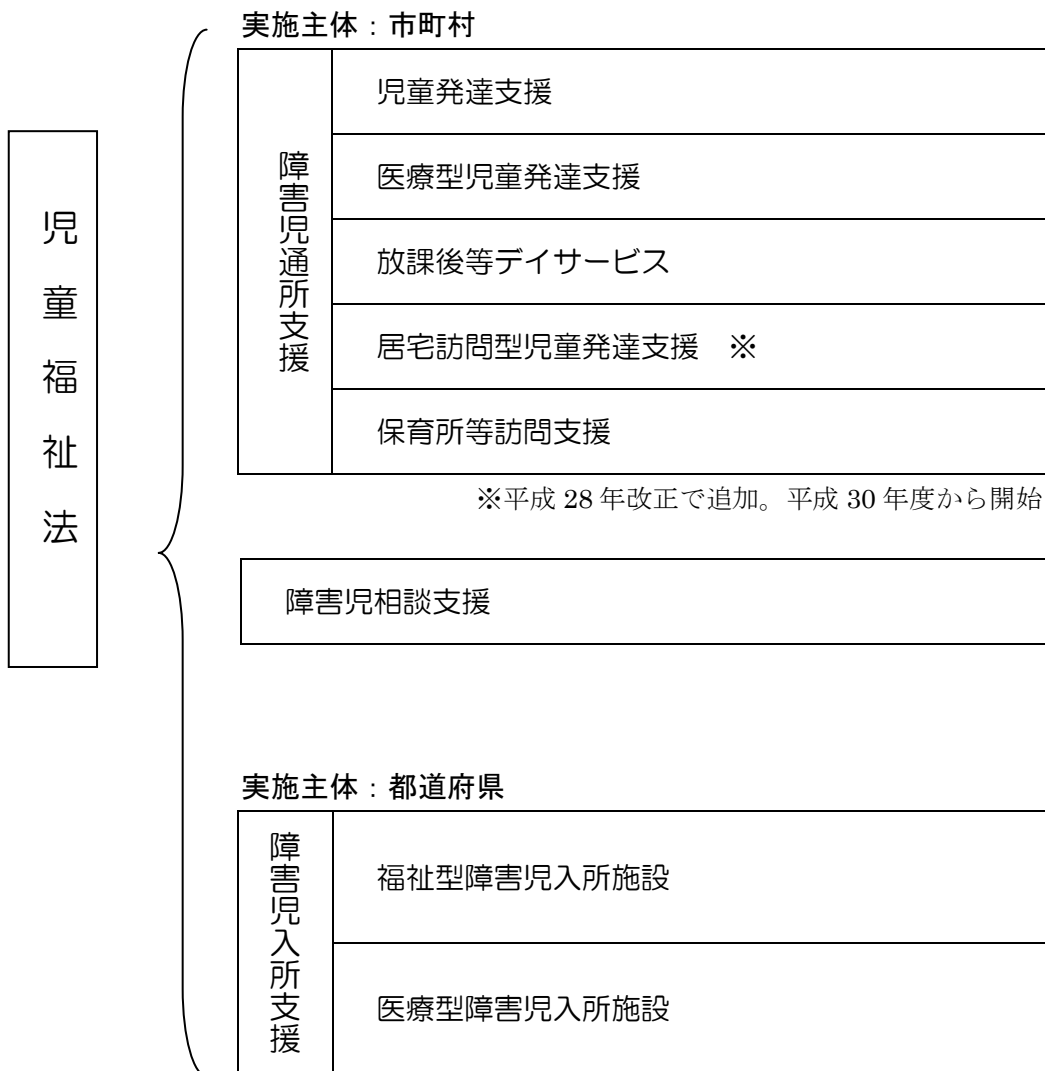 児童福祉法
実施主体：市町村
障害児通所支援
児童発達支援
医療型児童発達支援
放課後等デイサービス
居宅訪問型児童発達支援　※
保育所等訪問支援
※平成 28 年改正で追加。平成 30 年度から開始
障害児相談支援
実施主体：都道府県
障害児入所支援
福祉型障害児入所施設
医療型障害児入所施設